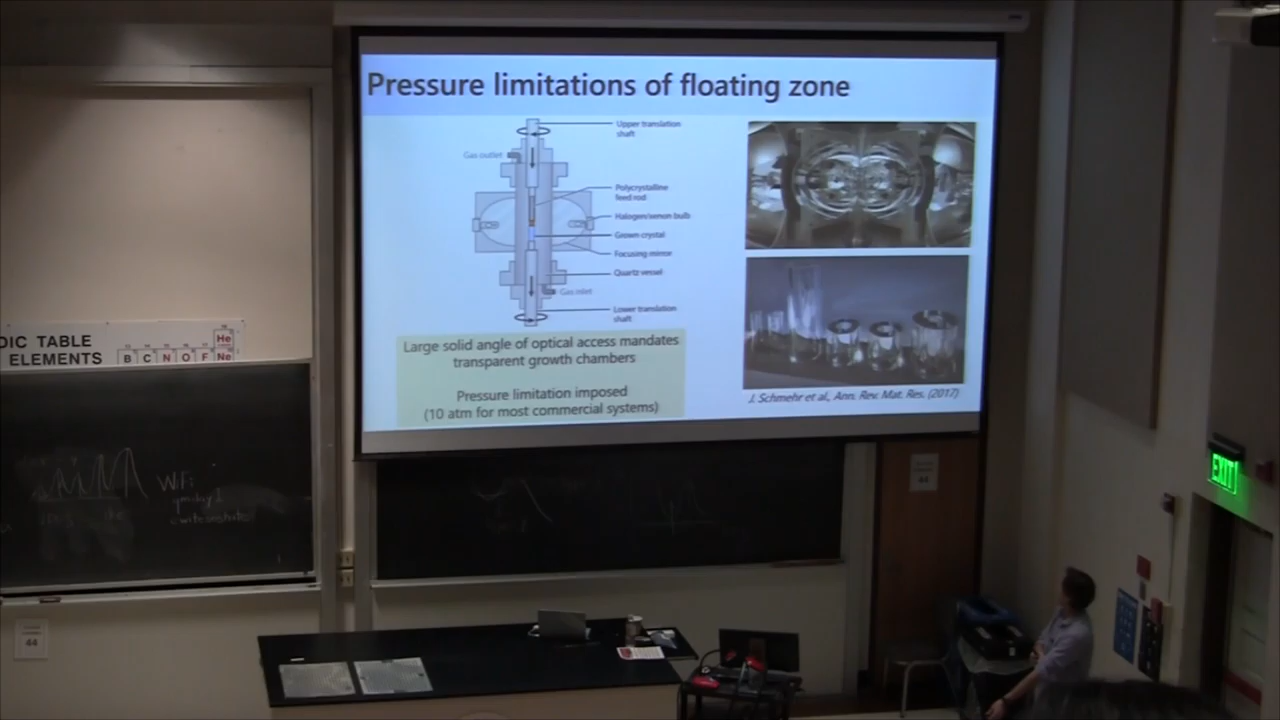 Pressure limitations of floating zone
Upper translation
shaft
Gas outlet
Polycrystalline
feed rod
Halogen/xenon bulb
Grown crystal
Focusing mirror
Quartz vessel
Gas inlet
Lower translation
shaft
Large solid angle of optical access mandates
transparent growth chambers
Pressure limitation imposed
(10 atm for most commercial systems)
J. Schmehr et al., Ann. Rev. Mat. Res. (2017)
DIC TABLE
ELEMENTS
He
B C N O F Ne
WiFi
44
44
EXIT